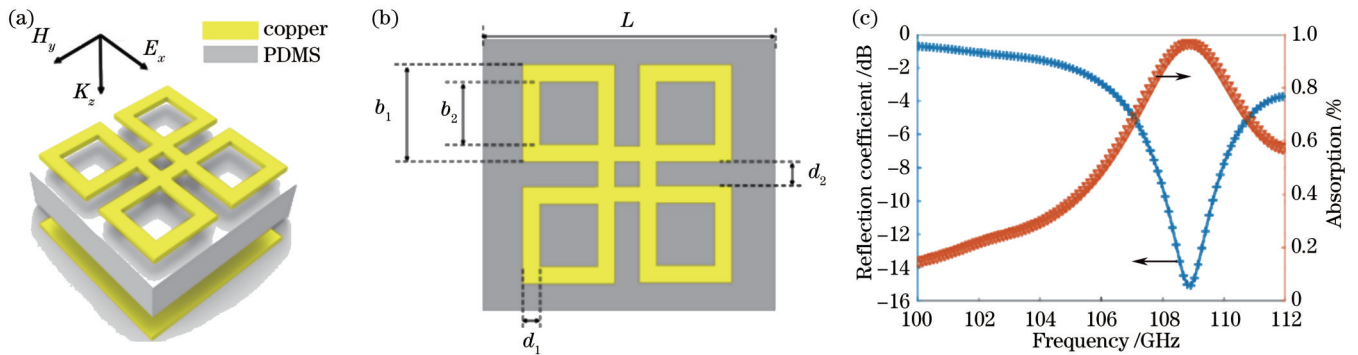 (a)
copper
PDMS
H_y
E_x
K_z
(b)
L
b_1
b_2
d_2
d_1
(c)
Reflection coefficient /dB
0
−2
−4
−6
−8
−10
−12
−14
−16
100 102 104 106 108 110 112
Frequency /GHz
1.0
0.8
0.6
0.4
0.2
0
Absorption /%